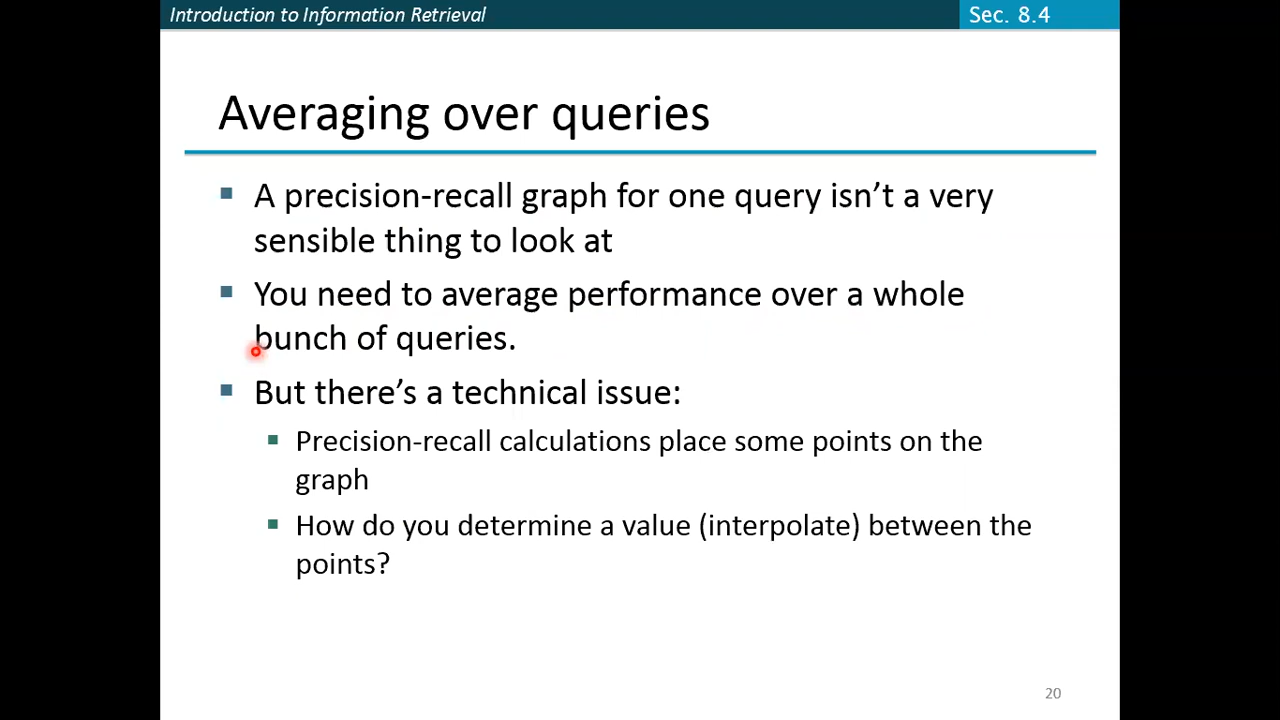 Introduction to Information Retrieval
Sec. 8.4
Averaging over queries
A precision-recall graph for one query isn’t a very
sensible thing to look at
You need to average performance over a whole
bunch of queries.
But there’s a technical issue:
Precision-recall calculations place some points on the
graph
How do you determine a value (interpolate) between the
points?
20